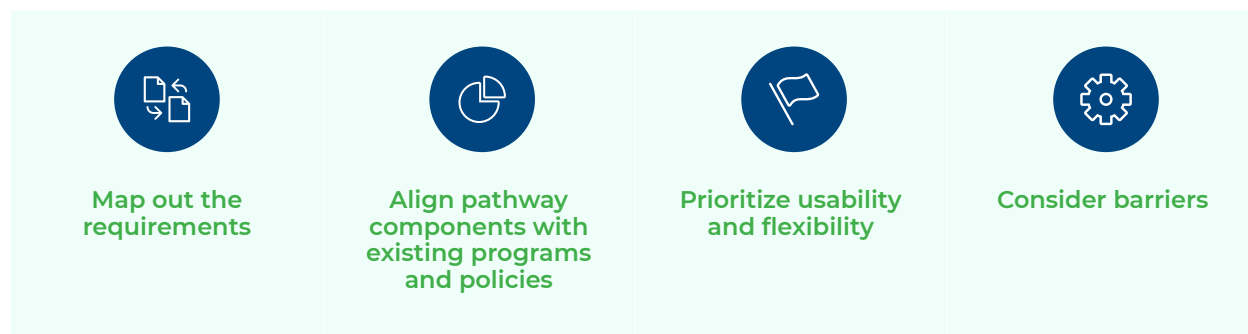 Map out the
requirements
Align pathway
components with
existing programs
and policies
Prioritize usability
and flexibility
Consider barriers